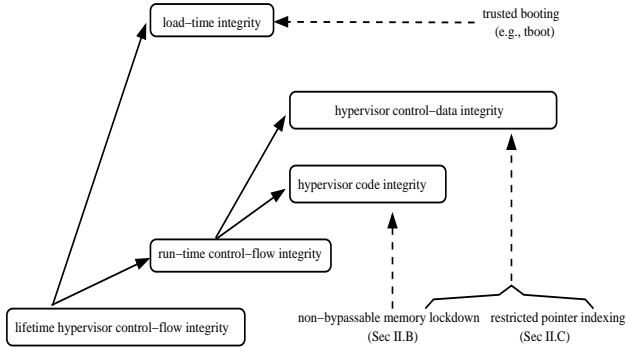 load−time integrity
trusted booting
(e.g., tboot)
hypervisor control−data integrity
hypervisor code integrity
run−time control−flow integrity
lifetime hypervisor control−flow integrity
non−bypassable memory lockdown
(Sec II.B)
restricted pointer indexing
(Sec II.C)